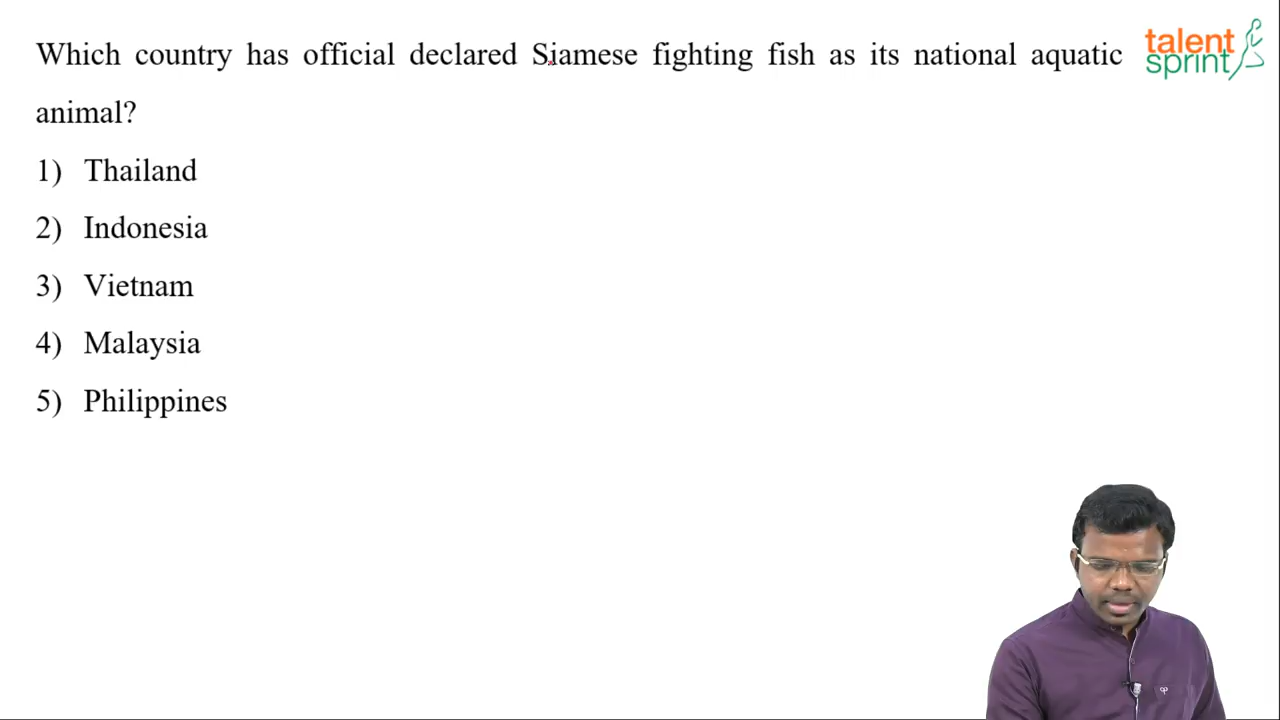 Which country has official declared Siamese fighting fish as its national aquatic
animal?
1) Thailand
2) Indonesia
3) Vietnam
4) Malaysia
5) Philippines
talent
sprint